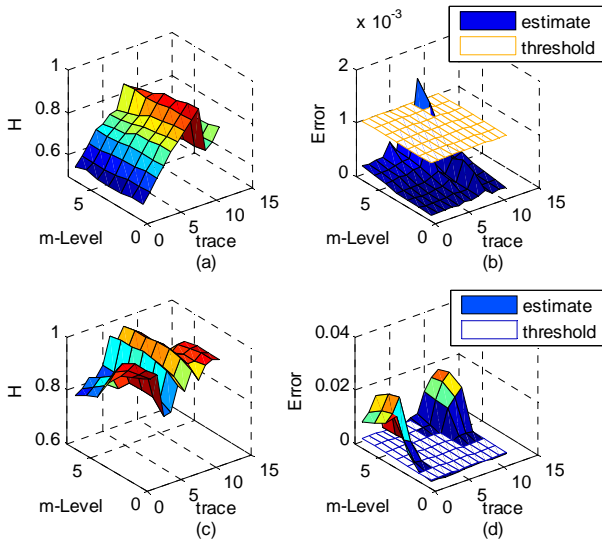 1
0.8
0.6
H
5
0
m-Level
0
5
10
15
trace
(a)
x 10^-3
estimate
threshold
2
1
0
Error
5
0
m-Level
0
5
10
15
trace
(b)
1
0.8
0.6
H
5
0
m-Level
0
5
10
15
trace
(c)
estimate
threshold
0.04
0.02
0
Error
5
0
m-Level
0
5
10
15
trace
(d)